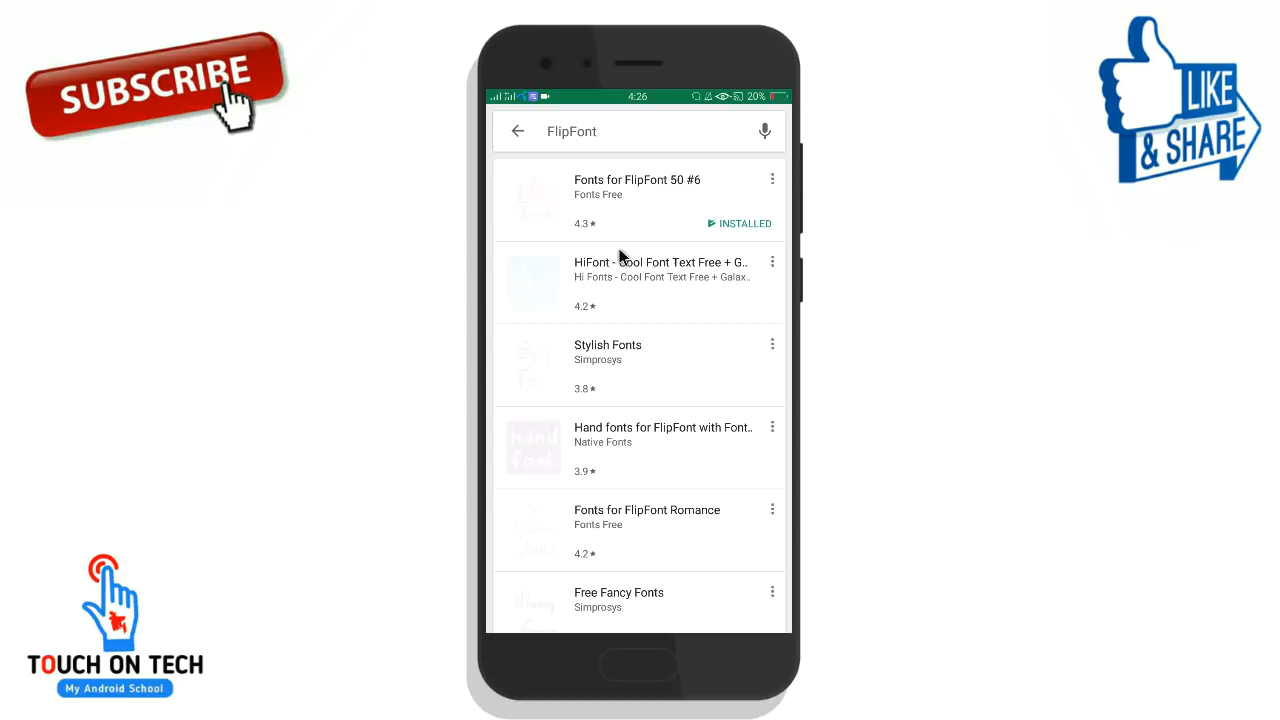 SUBSCRIBE
LIKE
& SHARE
4:26
20%
FlipFont
Fonts for FlipFont 50 #6
Fonts Free
4.3★
INSTALLED
HiFont - Cool Font Text Free + G..
Hi Fonts - Cool Font Text Free + Galax..
4.2★
Stylish Fonts
Simprosys
3.8★
hand
font
Hand fonts for FlipFont with Font..
Native Fonts
3.9★
Fonts for FlipFont Romance
Fonts Free
4.2★
Free Fancy Fonts
Simprosys
TOUCH ON TECH
My Android School